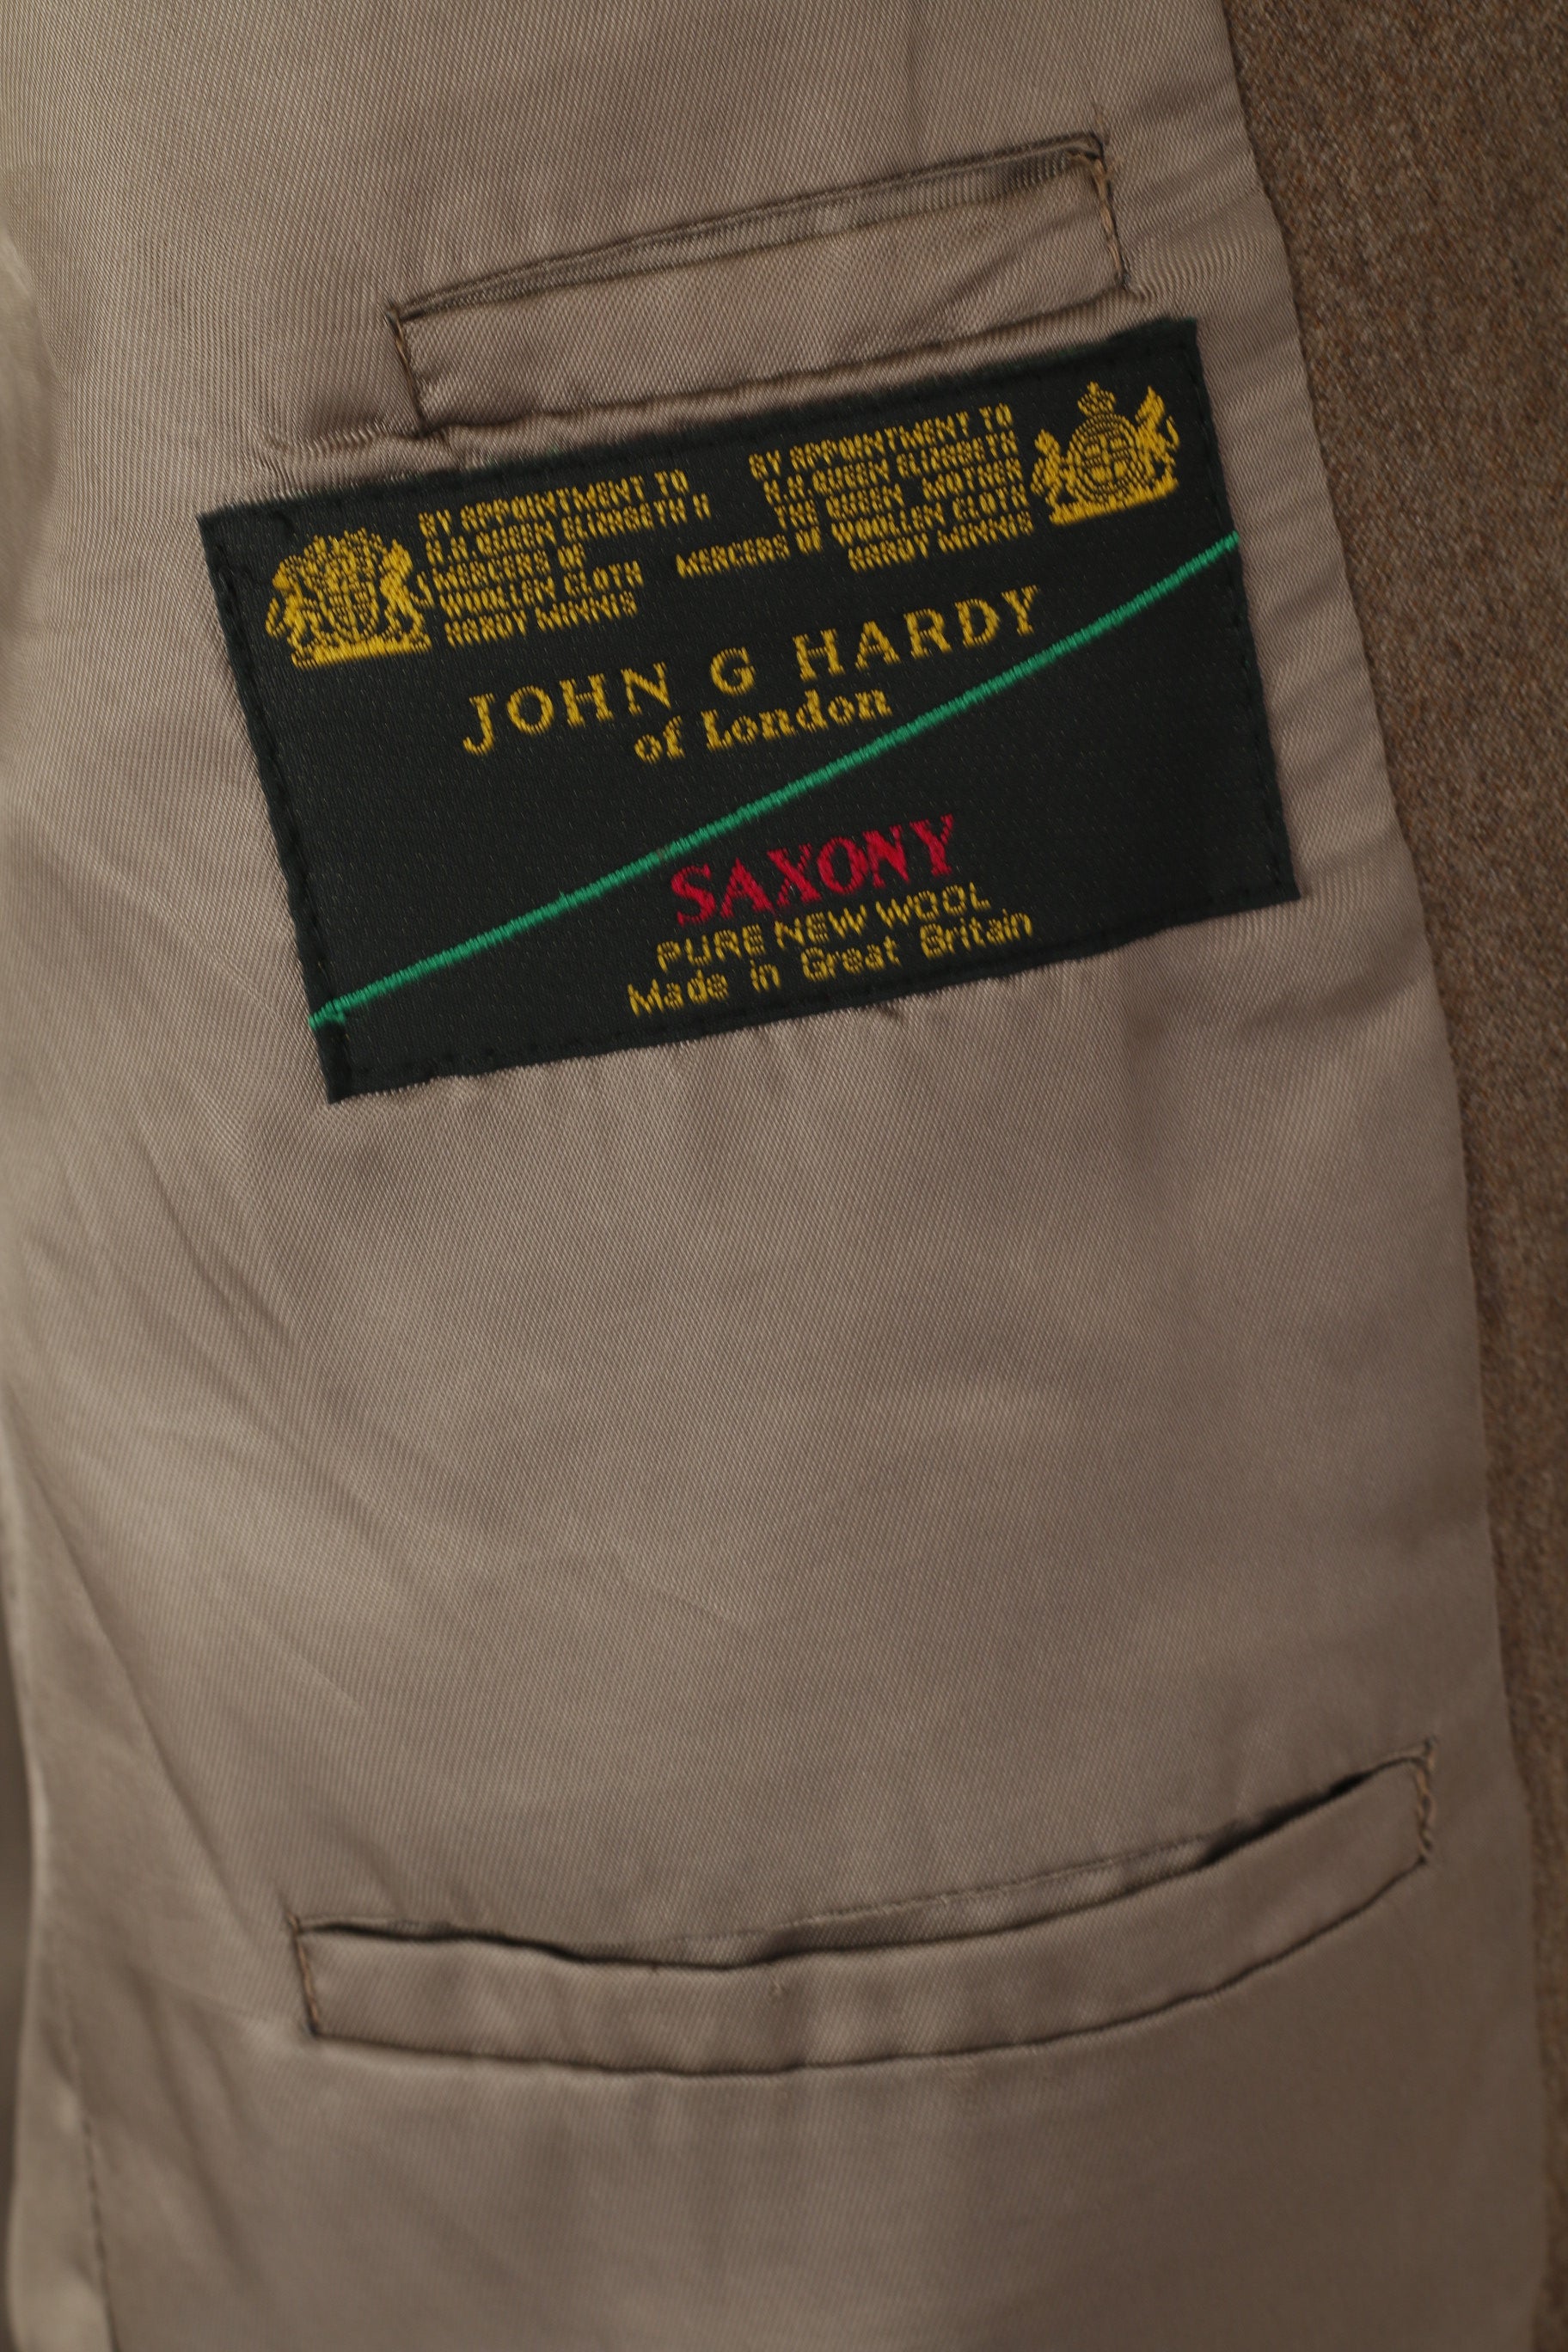 BY APPOINTMENT TO
H.M. QUEEN ELIZABETH II
MERCERS OF
WOOLLEN CLOTH
HARDY MINNIS
BY APPOINTMENT TO
H.M. QUEEN ELIZABETH
THE QUEEN MOTHER
MERCERS OF WOOLLEN CLOTH
HARDY MINNIS
JOHN G HARDY
of London
SAXONY
PURE NEW WOOL
Made in Great Britain